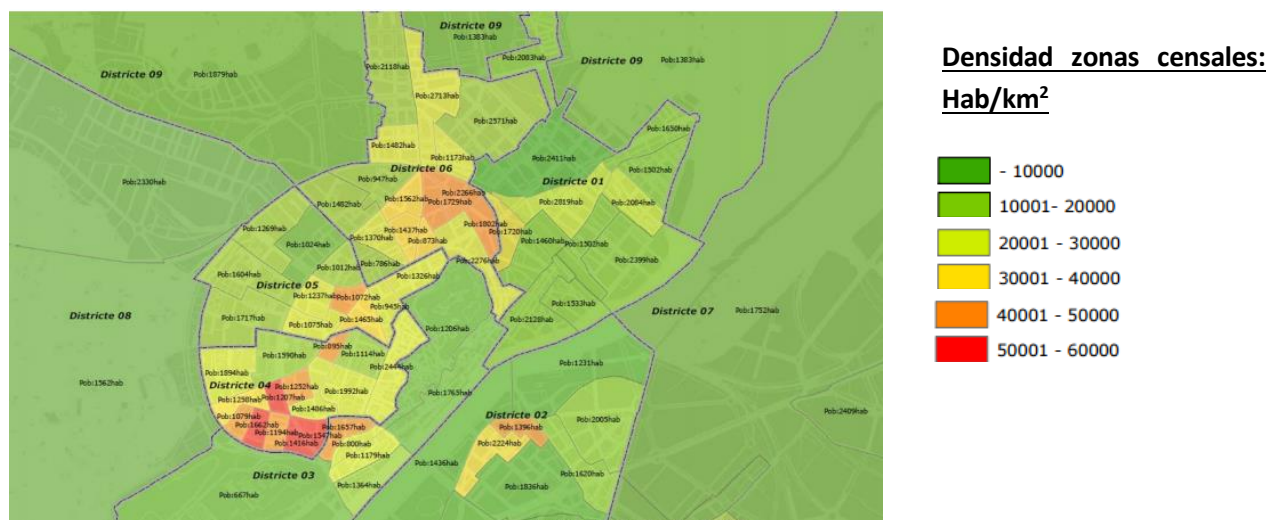 Districte 09
Pob:1383hab
Districte 09
Pob:1879hab
Pob:2003hab
Districte 09
Pob:1383hab
Pob:2118hab
Pob:2713hab
Pob:2571hab
Pob:1650hab
Pob:1482hab
Pob:1173hab
Pob:2411hab
Pob:1502hab
Districte 06
Pob:947hab
Districte 01
Pob:2330hab
Pob:2266hab
Pob:1562hab
Pob:1729hab
Pob:1482hab
Pob:2819hab
Pob:2084hab
Pob:1269hab
Pob:1802hab
Pob:1437hab
Pob:1720hab
Pob:1370hab
Pob:873hab
Pob:1460hab
Pob:1024hab
Pob:786hab
Pob:2276hab
Pob:2399hab
Pob:1012hab
Pob:1604hab
Pob:1326hab
Districte 05
Pob:1237hab
Pob:1072hab
Pob:945hab
Pob:1533hab
Districte 08
Pob:1717hab
Pob:1075hab
Pob:1465hab
Pob:2128hab
Districte 07
Pob:1752hab
Pob:1206hab
Pob:895hab
Pob:1590hab
Pob:1114hab
Pob:2444hab
Pob:1231hab
Pob:1894hab
Pob:1562hab
Districte 04
Pob:1252hab
Pob:1992hab
Pob:1765hab
Pob:1207hab
Pob:1406hab
Pob:2409hab
Pob:1079hab
Districte 02
Pob:2005hab
Pob:1662hab
Pob:1657hab
Pob:1396hab
Pob:1194hab
Pob:1347hab
Pob:1416hab
Pob:800hab
Pob:2224hab
Pob:1179hab
Pob:1436hab
Districte 03
Pob:1620hab
Pob:1364hab
Pob:1836hab
Pob:667hab
Densidad zonas censales:
Hab/km²
- 10000
10001- 20000
20001 - 30000
30001 - 40000
40001 - 50000
50001 - 60000